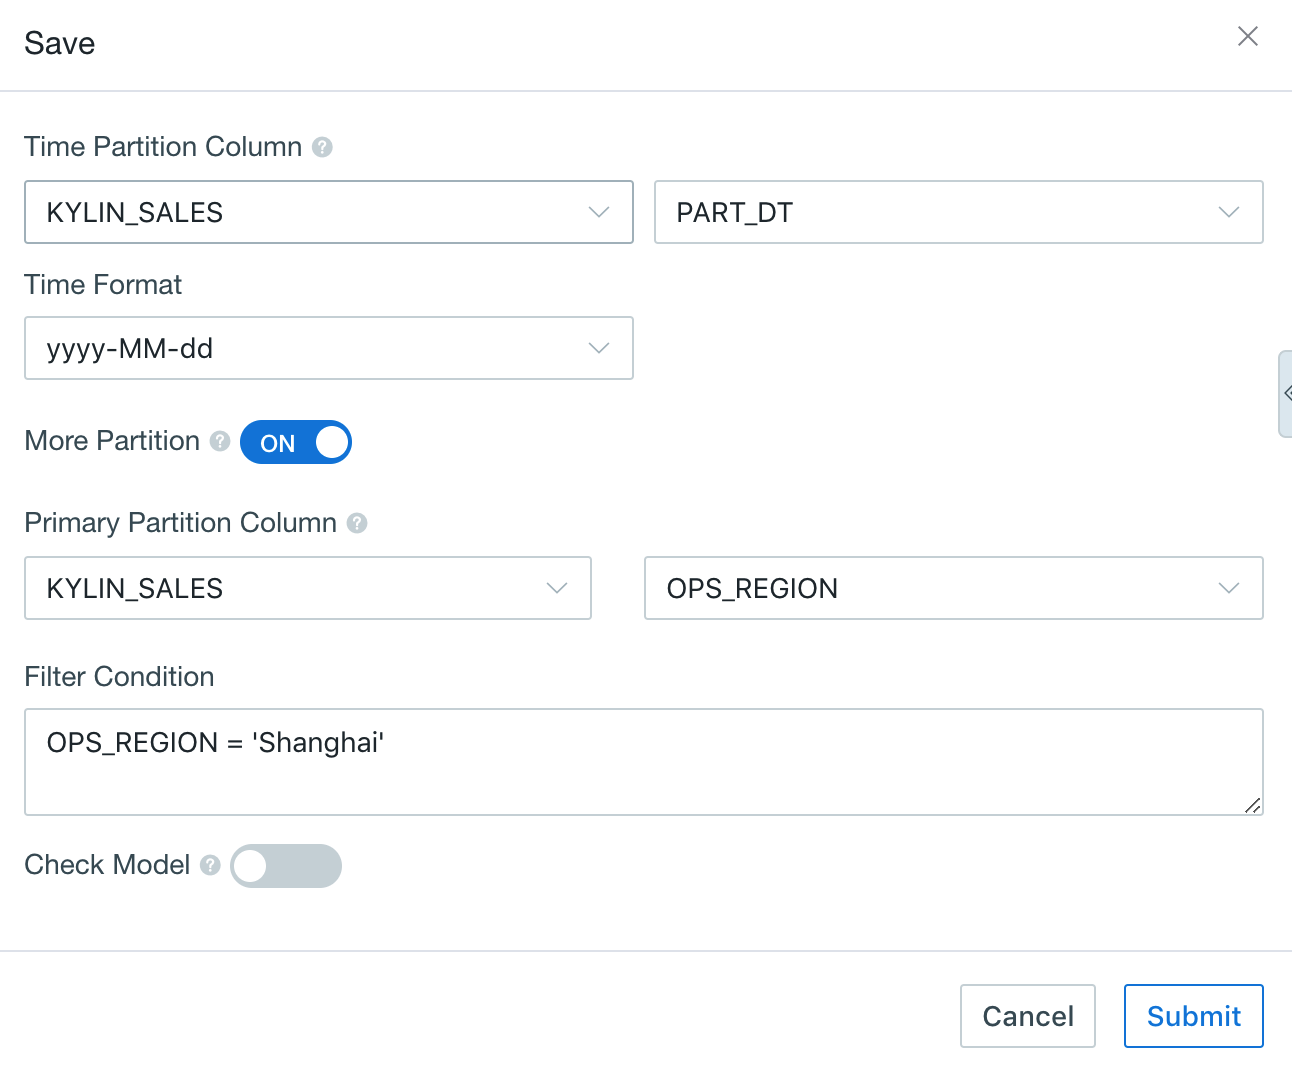 Save
Time Partition Column ?
KYLIN_SALES PART_DT
Time Format
yyyy-MM-dd
More Partition ? ON
Primary Partition Column ?
KYLIN_SALES OPS_REGION
Filter Condition
OPS_REGION = 'Shanghai'
Check Model ?
Cancel Submit